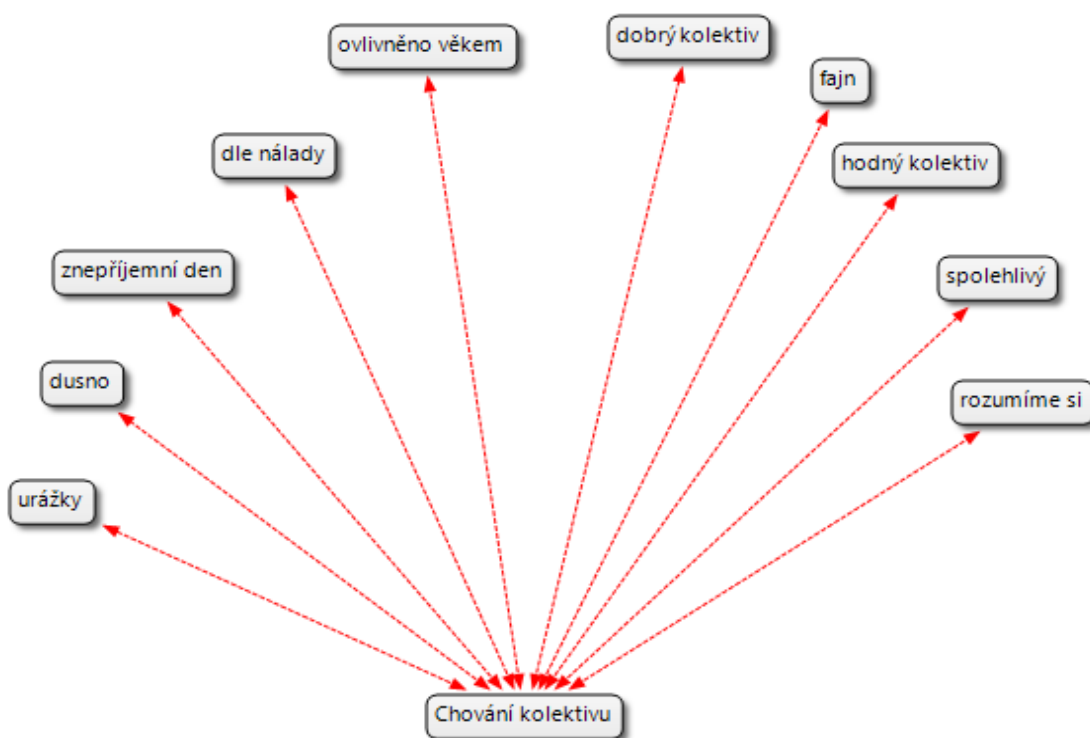 ovlivněno věkem
dobrý kolektiv
fajn
dle nálady
hodný kolektiv
znepříjemní den
spolehlivý
dusno
rozumíme si
urážky
Chování kolektivu